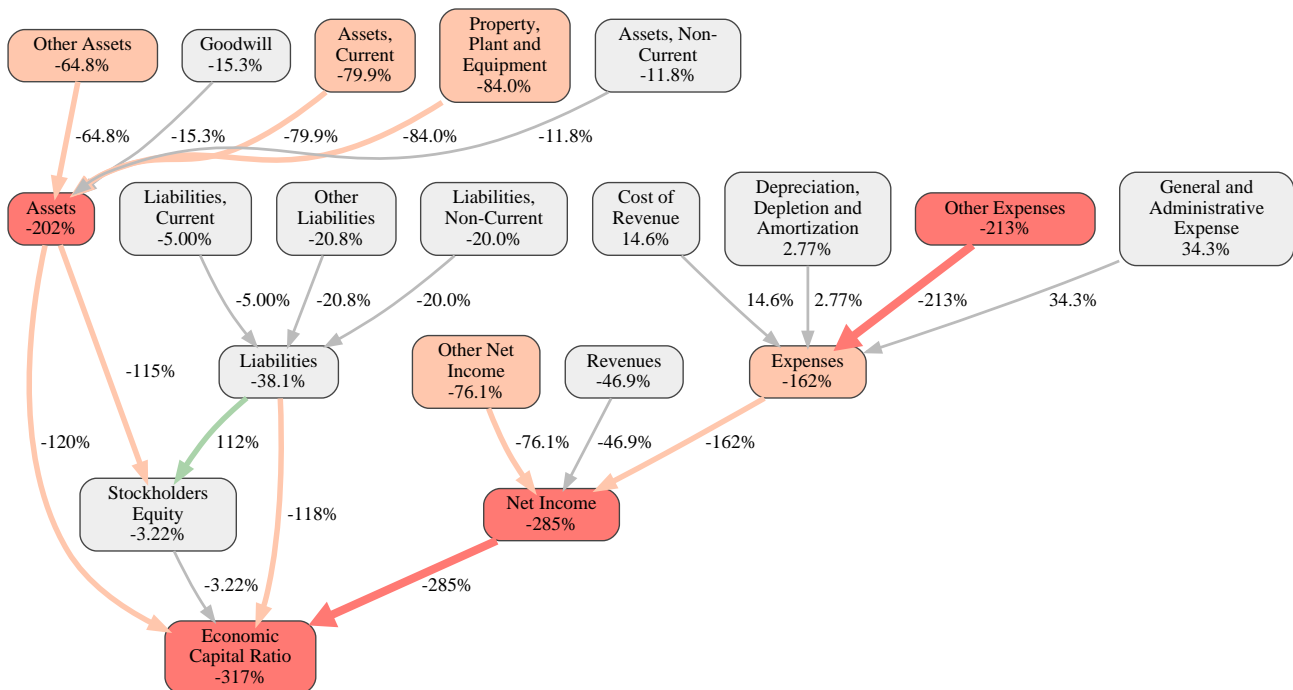 Other Assets
-64.8%
Goodwill
-15.3%
Assets,
Current
-79.9%
Property,
Plant and
Equipment
-84.0%
Assets, Non-
Current
-11.8%
-64.8%
-15.3%
-79.9%
-84.0%
-11.8%
Assets
-202%
Liabilities,
Current
-5.00%
Other
Liabilities
-20.8%
Liabilities,
Non-Current
-20.0%
Cost of
Revenue
14.6%
Depreciation,
Depletion and
Amortization
2.77%
Other Expenses
-213%
General and
Administrative
Expense
34.3%
-5.00%
-20.8%
-20.0%
14.6%
2.77%
-213%
34.3%
Liabilities
-38.1%
Other Net
Income
-76.1%
Revenues
-46.9%
Expenses
-162%
-115%
-120%
112%
-118%
-76.1%
-46.9%
-162%
Stockholders
Equity
-3.22%
Net Income
-285%
-3.22%
-285%
Economic
Capital Ratio
-317%